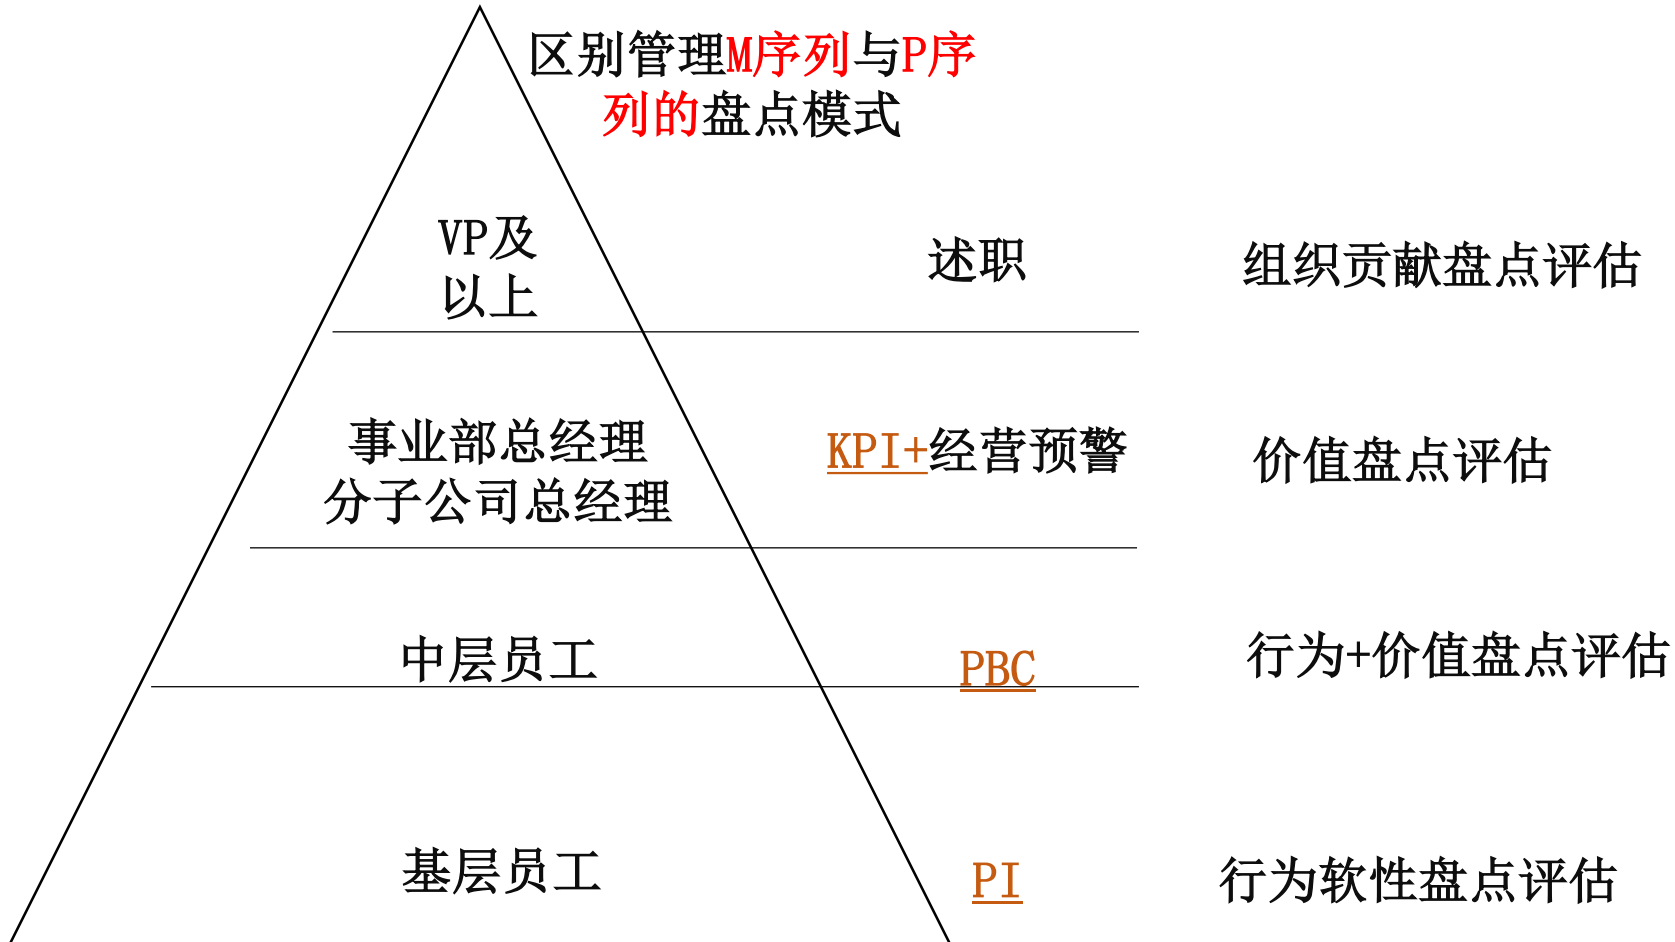 区别管理M序列与P序
列的盘点模式
VP及
以上
述职
组织贡献盘点评估
事业部总经理
分子公司总经理
KPI+经营预警
价值盘点评估
中层员工
PBC
行为+价值盘点评估
基层员工
PI
行为软性盘点评估